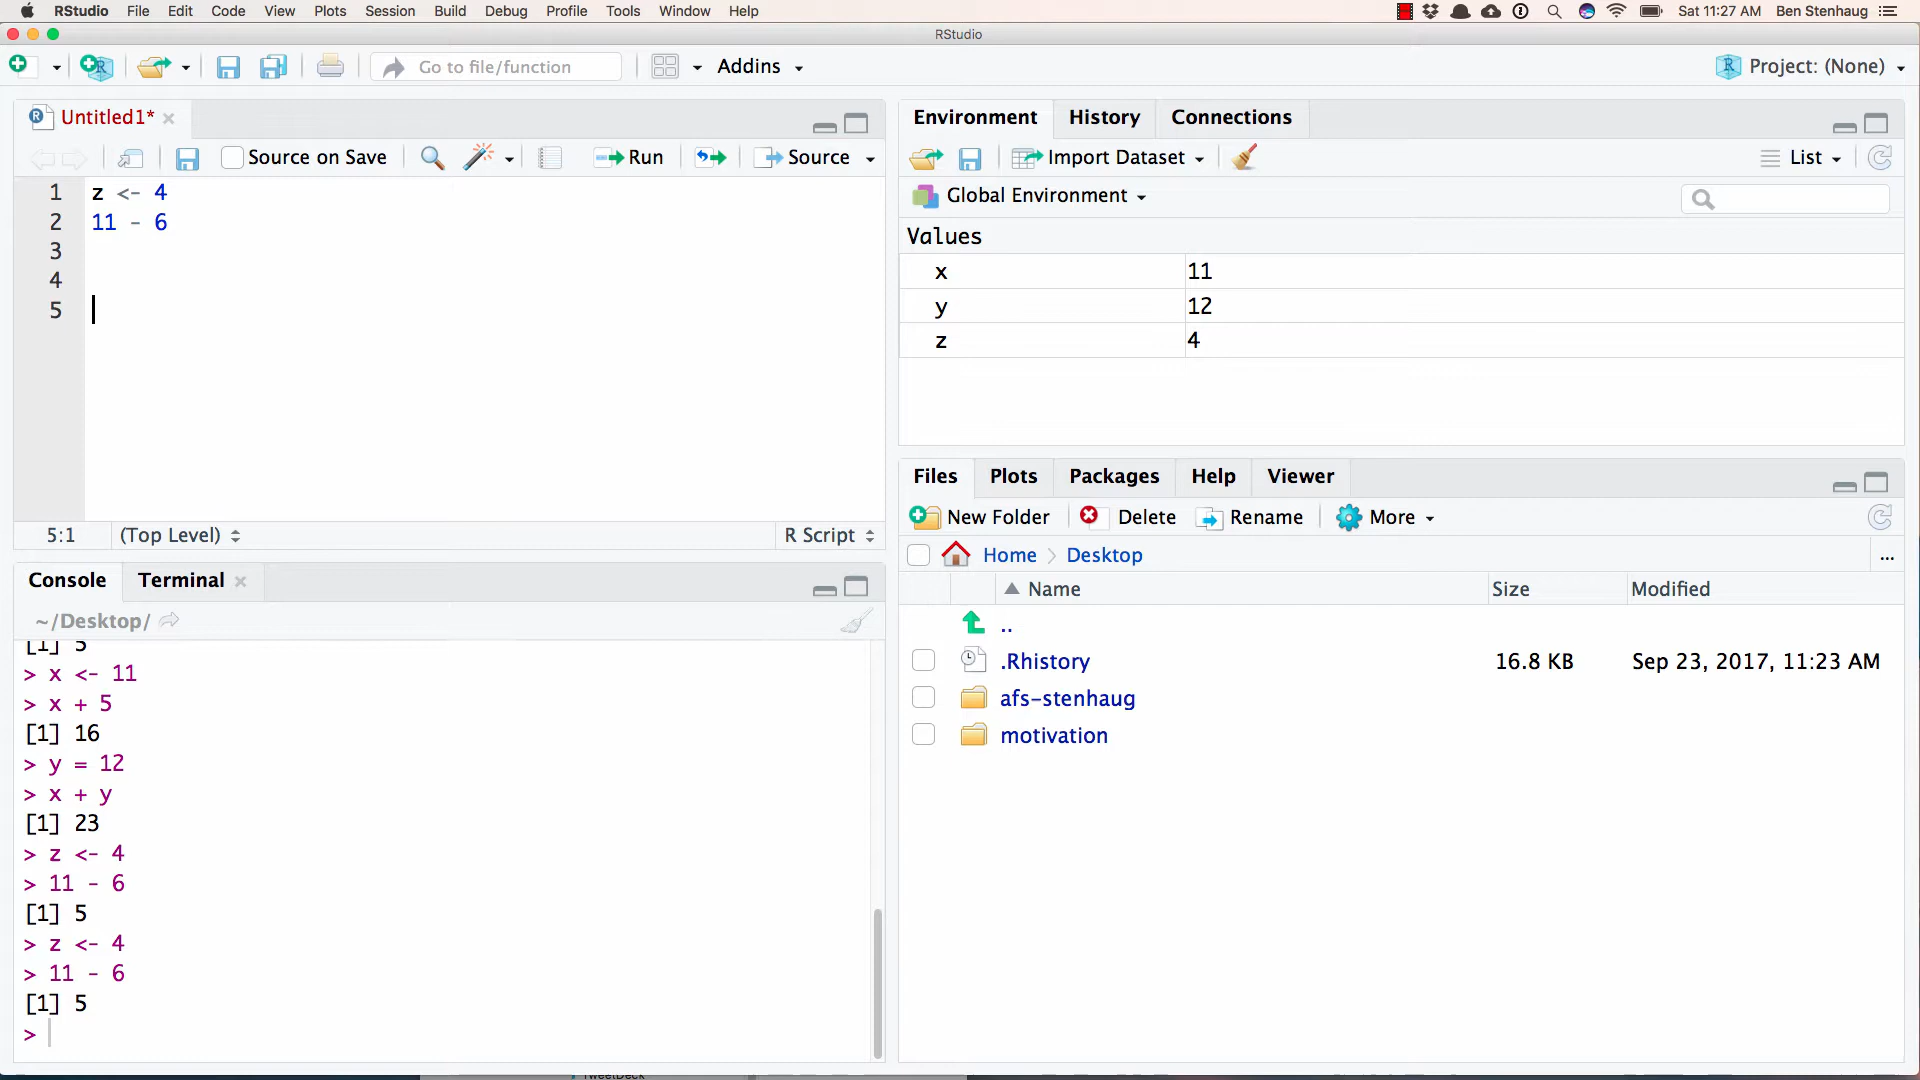 RStudio File Edit Code View Plots Session Build Debug Profile Tools Window Help Sat 11:27 AM Ben Stenhaug
RStudio
Go to file/function Addins Project: (None)
Untitled1*
Source on Save Run Source
1 z <- 4
2 11 - 6
3
4
5
5:1 (Top Level) R Script
Console Terminal
~/Desktop/
[1] 5
> x <- 11
> x + 5
[1] 16
> y = 12
> x + y
[1] 23
> z <- 4
> 11 - 6
[1] 5
> z <- 4
> 11 - 6
[1] 5
>
Environment History Connections
Import Dataset List
Global Environment
Values
x 11
y 12
z 4
Files Plots Packages Help Viewer
New Folder Delete Rename More
Home Desktop ...
Name Size Modified
..
.Rhistory 16.8 KB Sep 23, 2017, 11:23 AM
afs-stenhaug
motivation
TweetDeck